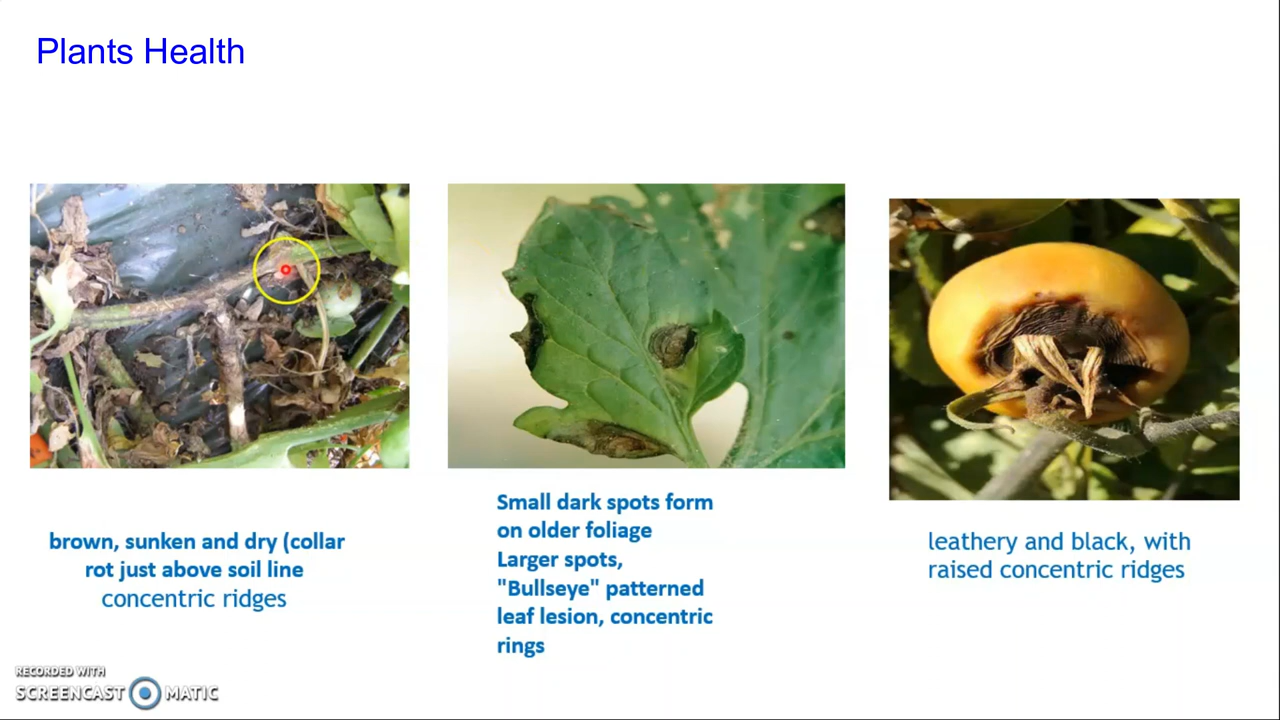 Plants Health
brown, sunken and dry (collar
rot just above soil line
concentric ridges
Small dark spots form
on older foliage
Larger spots,
"Bullseye" patterned
leaf lesion, concentric
rings
leathery and black, with
raised concentric ridges
RECORDED WITH
SCREENCAST MATIC